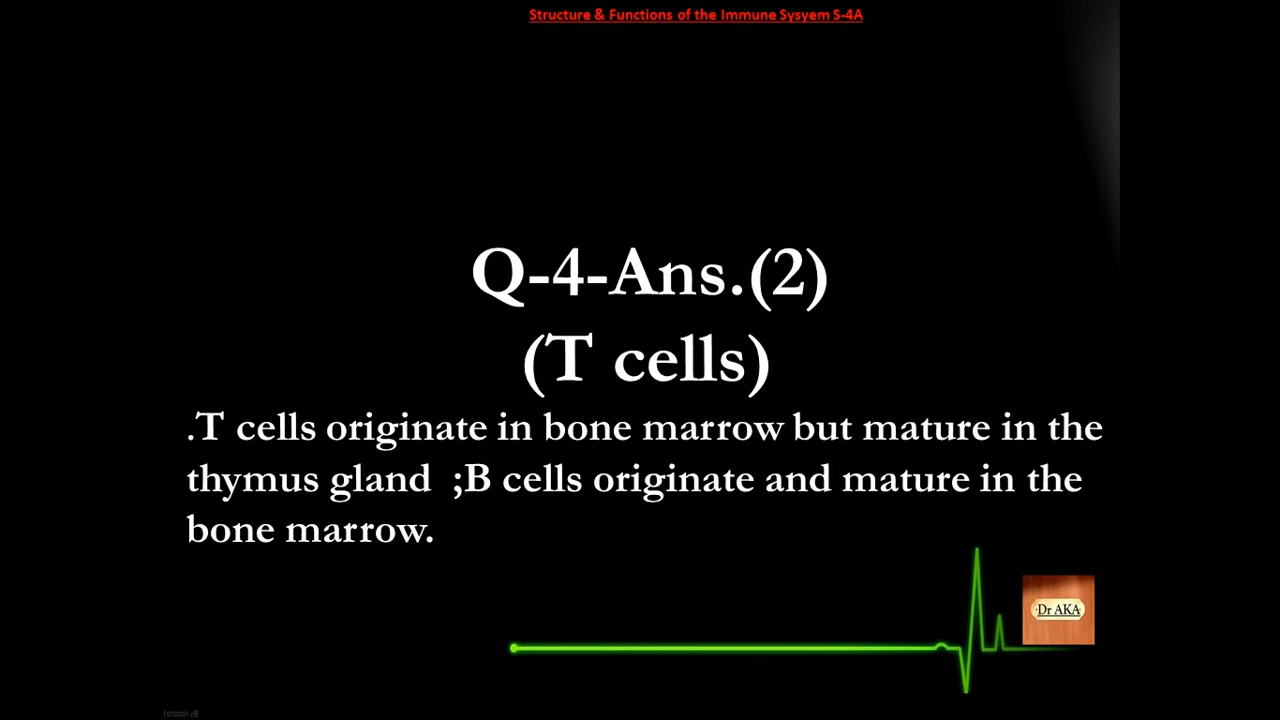 Structure & Functions of the Immune Sysyem S-4A
Q-4-Ans.(2)
(T cells)
.T cells originate in bone marrow but mature in the
thymus gland ;B cells originate and mature in the
bone marrow.
Dr AKA